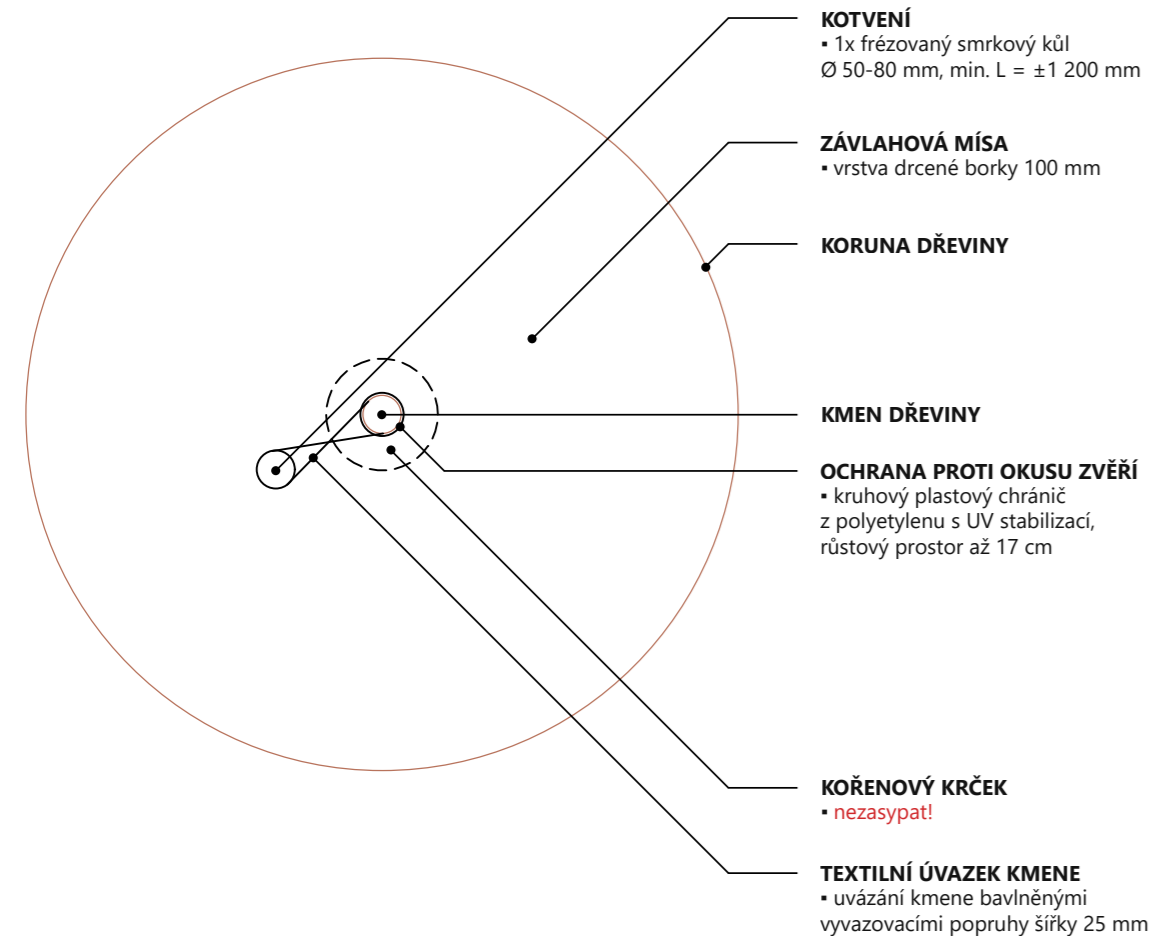 KOTVENÍ
▪ 1x frézovaný smrkový kůl
Ø 50-80 mm, min. L = ±1 200 mm
ZÁVLAHOVÁ MÍSA
▪ vrstva drcené borky 100 mm
KORUNA DŘEVINY
KMEN DŘEVINY
OCHRANA PROTI OKUSU ZVĚŘÍ
▪ kruhový plastový chránič
z polyetylenu s UV stabilizací,
růstový prostor až 17 cm
KOŘENOVÝ KRČEK
▪ nezasypat!
TEXTILNÍ ÚVAZEK KMENE
▪ uvázání kmene bavlněnými
vyvazovacími popruhy šířky 25 mm